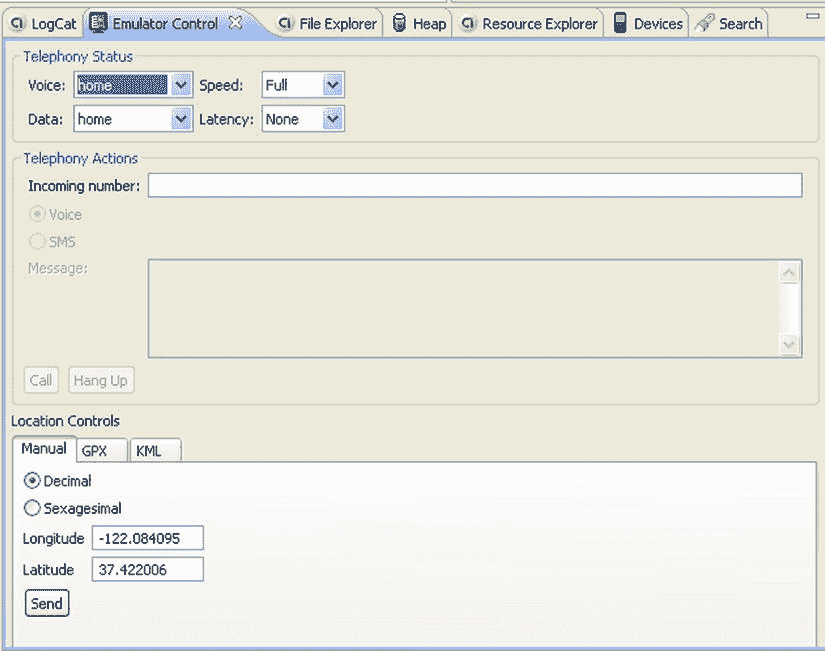 LogCat Emulator Control File Explorer Heap Resource Explorer Devices Search
Telephony Status
Voice: home Speed: Full
Data: home Latency: None
Telephony Actions
Incoming number:
Voice
SMS
Message:
Call Hang Up
Location Controls
Manual GPX KML
Decimal
Sexagesimal
Longitude -122.084095
Latitude 37.422006
Send